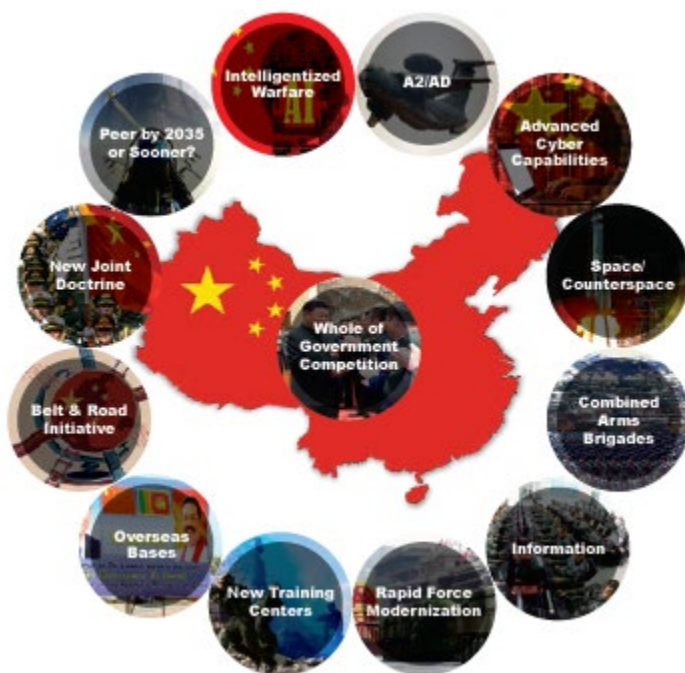 Intelligentized
Warfare
A2/AD
Advanced
Cyber
Capabilities
Peer by 2035
or Sooner?
AI
New Joint
Doctrine
Space/
Counterspace
Whole of
Government
Competition
Belt & Road
Initiative
Combined
Arms
Brigades
Overseas
Bases
Information
New Training
Centers
Rapid Force
Modernization